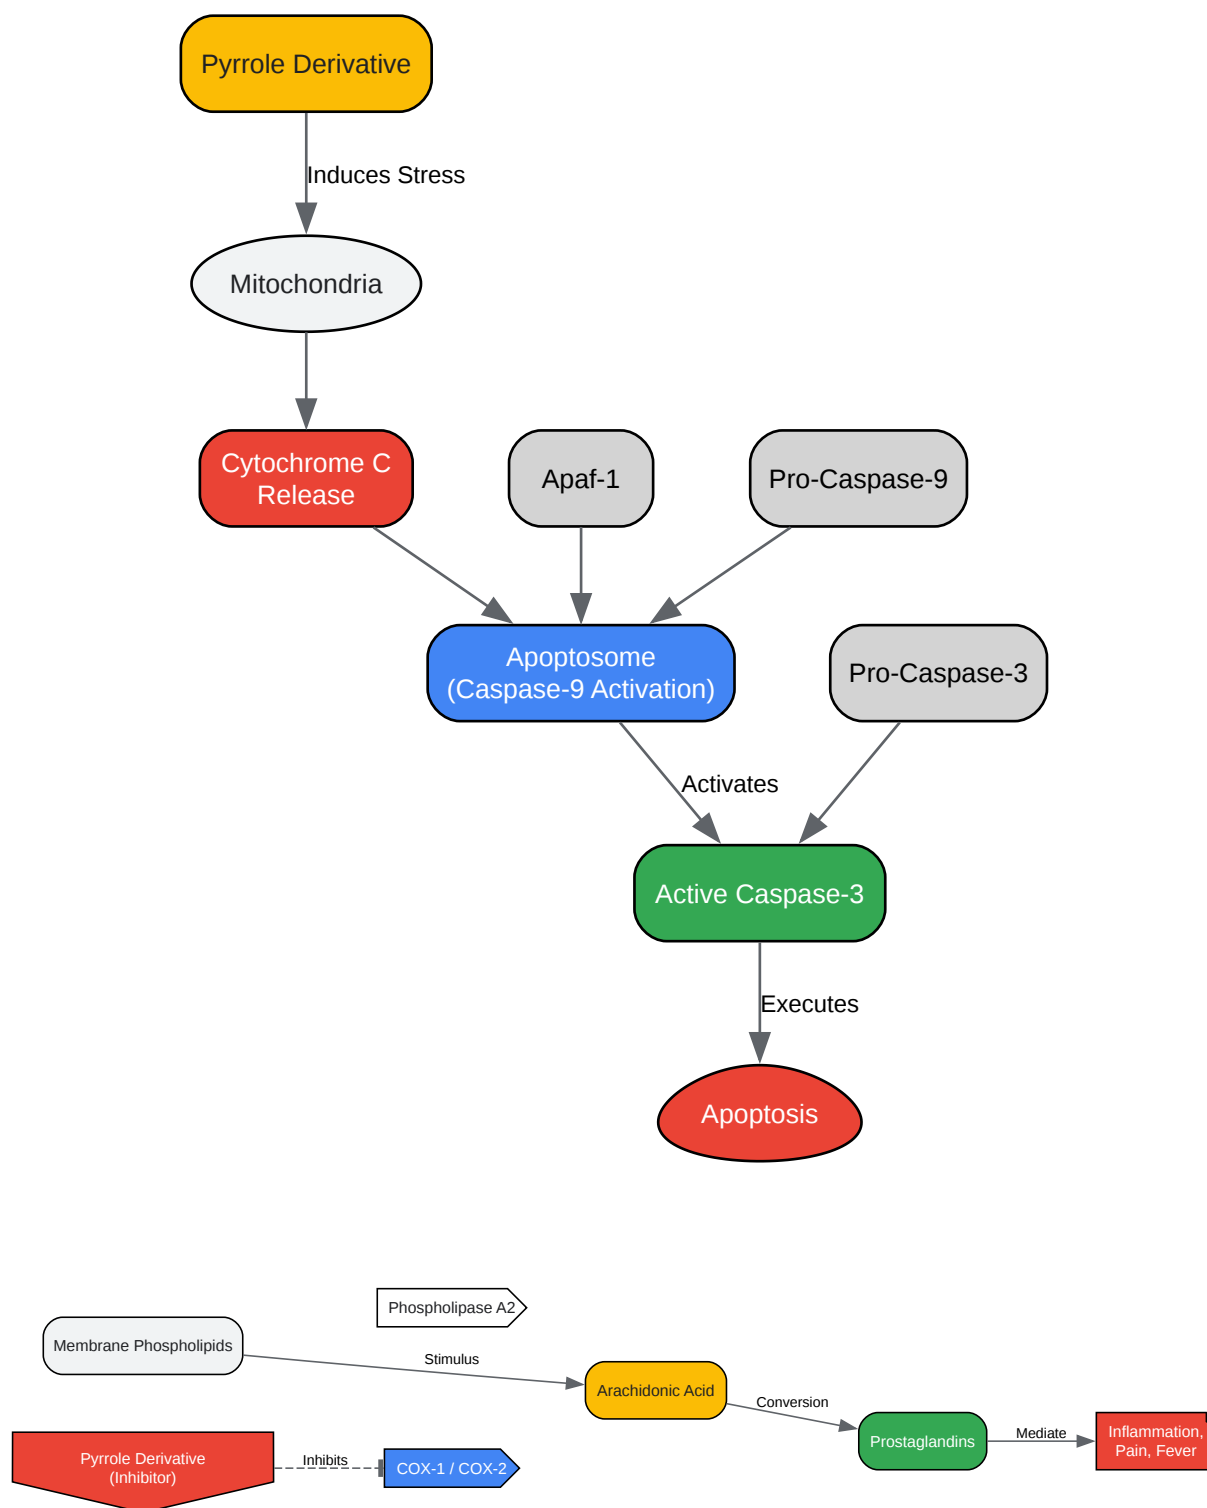 Pyrrole Derivative
Induces Stress
Mitochondria
Cytochrome C
Release
Apaf-1
Pro-Caspase-9
Apoptosome
(Caspase-9 Activation)
Pro-Caspase-3
Activates
Active Caspase-3
Executes
Apoptosis
Phospholipase A2
Membrane Phospholipids
Stimulus
Arachidonic Acid
Conversion
Prostaglandins
Mediate
Inflammation,
Pain, Fever
Pyrrole Derivative
(Inhibitor)
Inhibits
COX-1 / COX-2